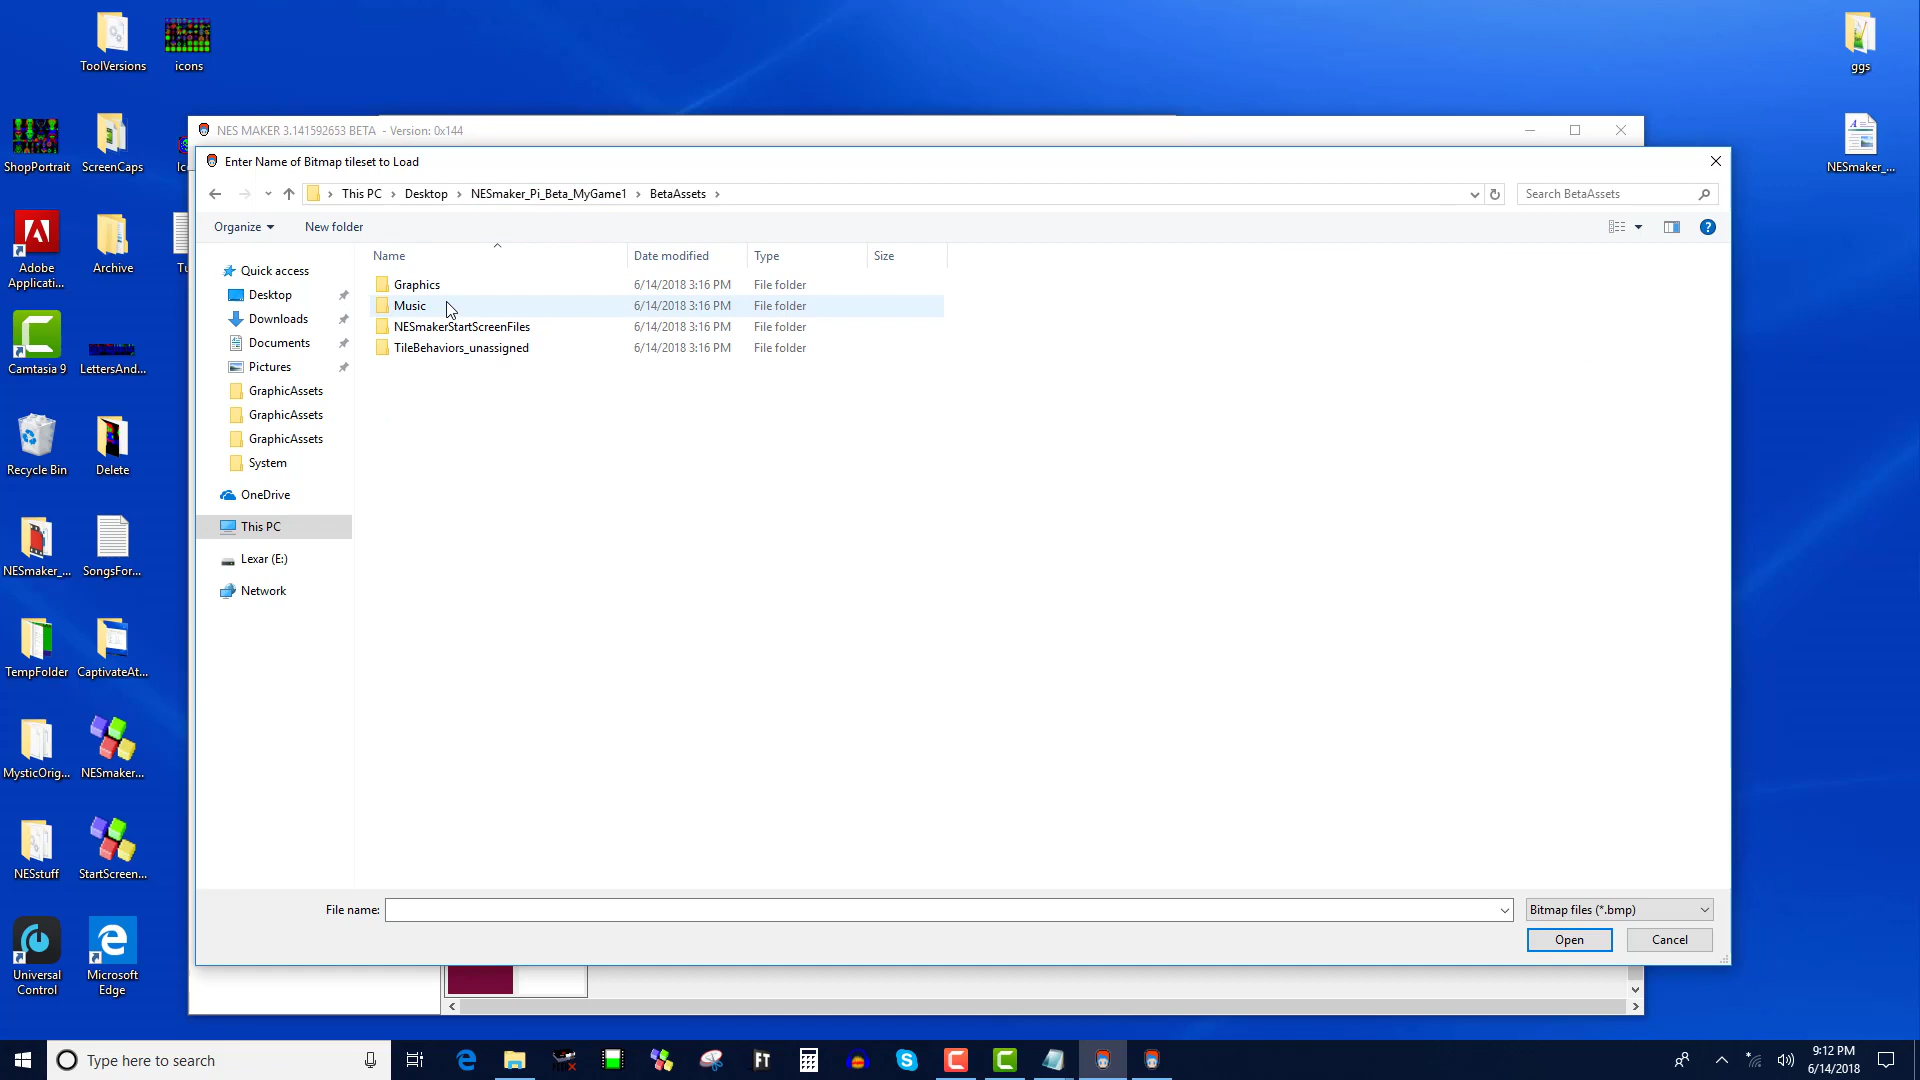 ToolVersions
icons
ggs
ShopPortrait
ScreenCaps
NESmaker_...
Adobe
Applicati...
Archive
Camtasia 9
LettersAnd...
Recycle Bin
Delete
NESmaker_...
SongsFor...
TempFolder
CaptivateAt...
MysticOrig...
NESmaker...
NESstuff
StartScreen...
Universal
Control
Microsoft
Edge
NES MAKER 3.141592653 BETA - Version: 0x144
Enter Name of Bitmap tileset to Load
This PC
Desktop
NESmaker_Pi_Beta_MyGame1
BetaAssets
Search BetaAssets
Organize
New folder
Name
Date modified
Type
Size
Quick access
Desktop
Downloads
Documents
Pictures
GraphicAssets
GraphicAssets
GraphicAssets
System
OneDrive
This PC
Lexar (E:)
Network
Graphics 6/14/2018 3:16 PM File folder
Music 6/14/2018 3:16 PM File folder
NESmakerStartScreenFiles 6/14/2018 3:16 PM File folder
TileBehaviors_unassigned 6/14/2018 3:16 PM File folder
File name:
Bitmap files (*.bmp)
Open
Cancel
Type here to search
FT
9:12 PM
6/14/2018